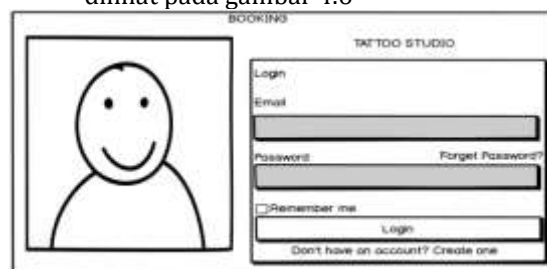 dilihat pada gambar 4.8
BOOKING
TATTOO STUDIO
Login
Email
Password Forget Password?
Remember me
Login
Don't have an account? Create one